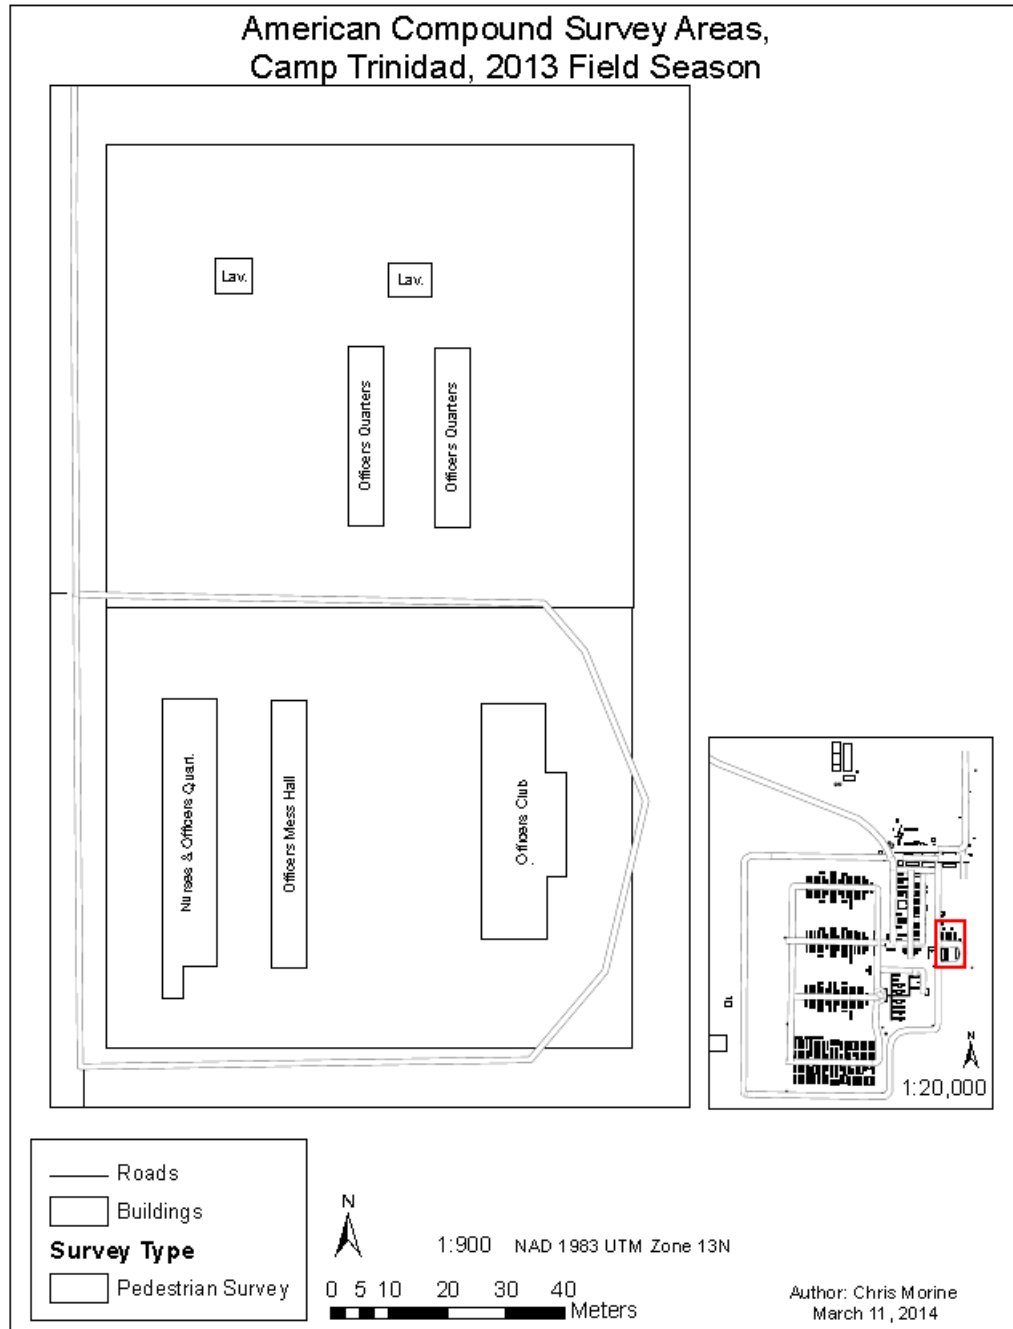 American Compound Survey Areas,
Camp Trinidad, 2013 Field Season
Lav.
Lav.
Officers Quarters
Officers Quarters
Nurses & Officers Quart.
Officers Mess Hall
Officers Club
N
1:20,000
Roads
Buildings
Survey Type
Pedestrian Survey
N
1:900 NAD 1983 UTM Zone 13N
0 5 10 20 30 40
Meters
Author: Chris Morine
March 11, 2014